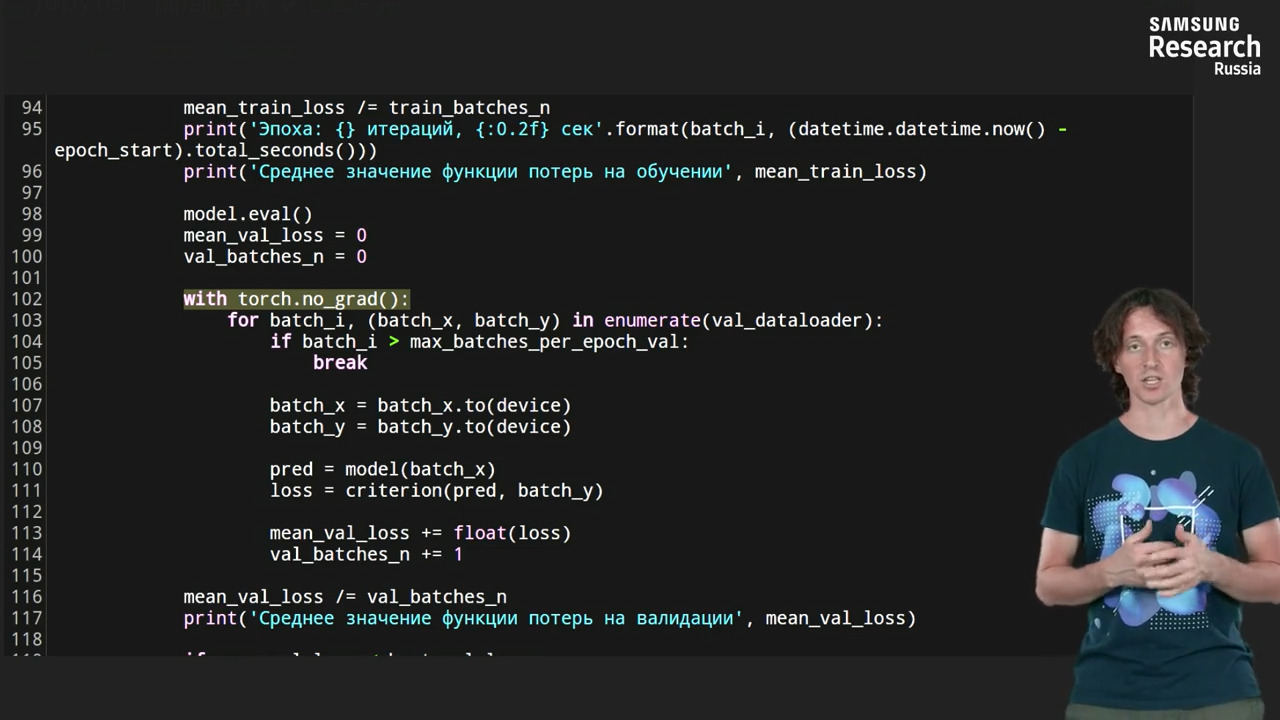 SAMSUNG
Research
Russia
94 mean_train_loss /= train_batches_n
95 print('Эпоха: {} итераций, {:0.2f} сек'.format(batch_i, (datetime.datetime.now() -
epoch_start).total_seconds()))
96 print('Среднее значение функции потерь на обучении', mean_train_loss)
97
98 model.eval()
99 mean_val_loss = 0
100 val_batches_n = 0
101
102 with torch.no_grad():
103 for batch_i, (batch_x, batch_y) in enumerate(val_dataloader):
104 if batch_i > max_batches_per_epoch_val:
105 break
106
107 batch_x = batch_x.to(device)
108 batch_y = batch_y.to(device)
109
110 pred = model(batch_x)
111 loss = criterion(pred, batch_y)
112
113 mean_val_loss += float(loss)
114 val_batches_n += 1
115
116 mean_val_loss /= val_batches_n
117 print('Среднее значение функции потерь на валидации', mean_val_loss)
118